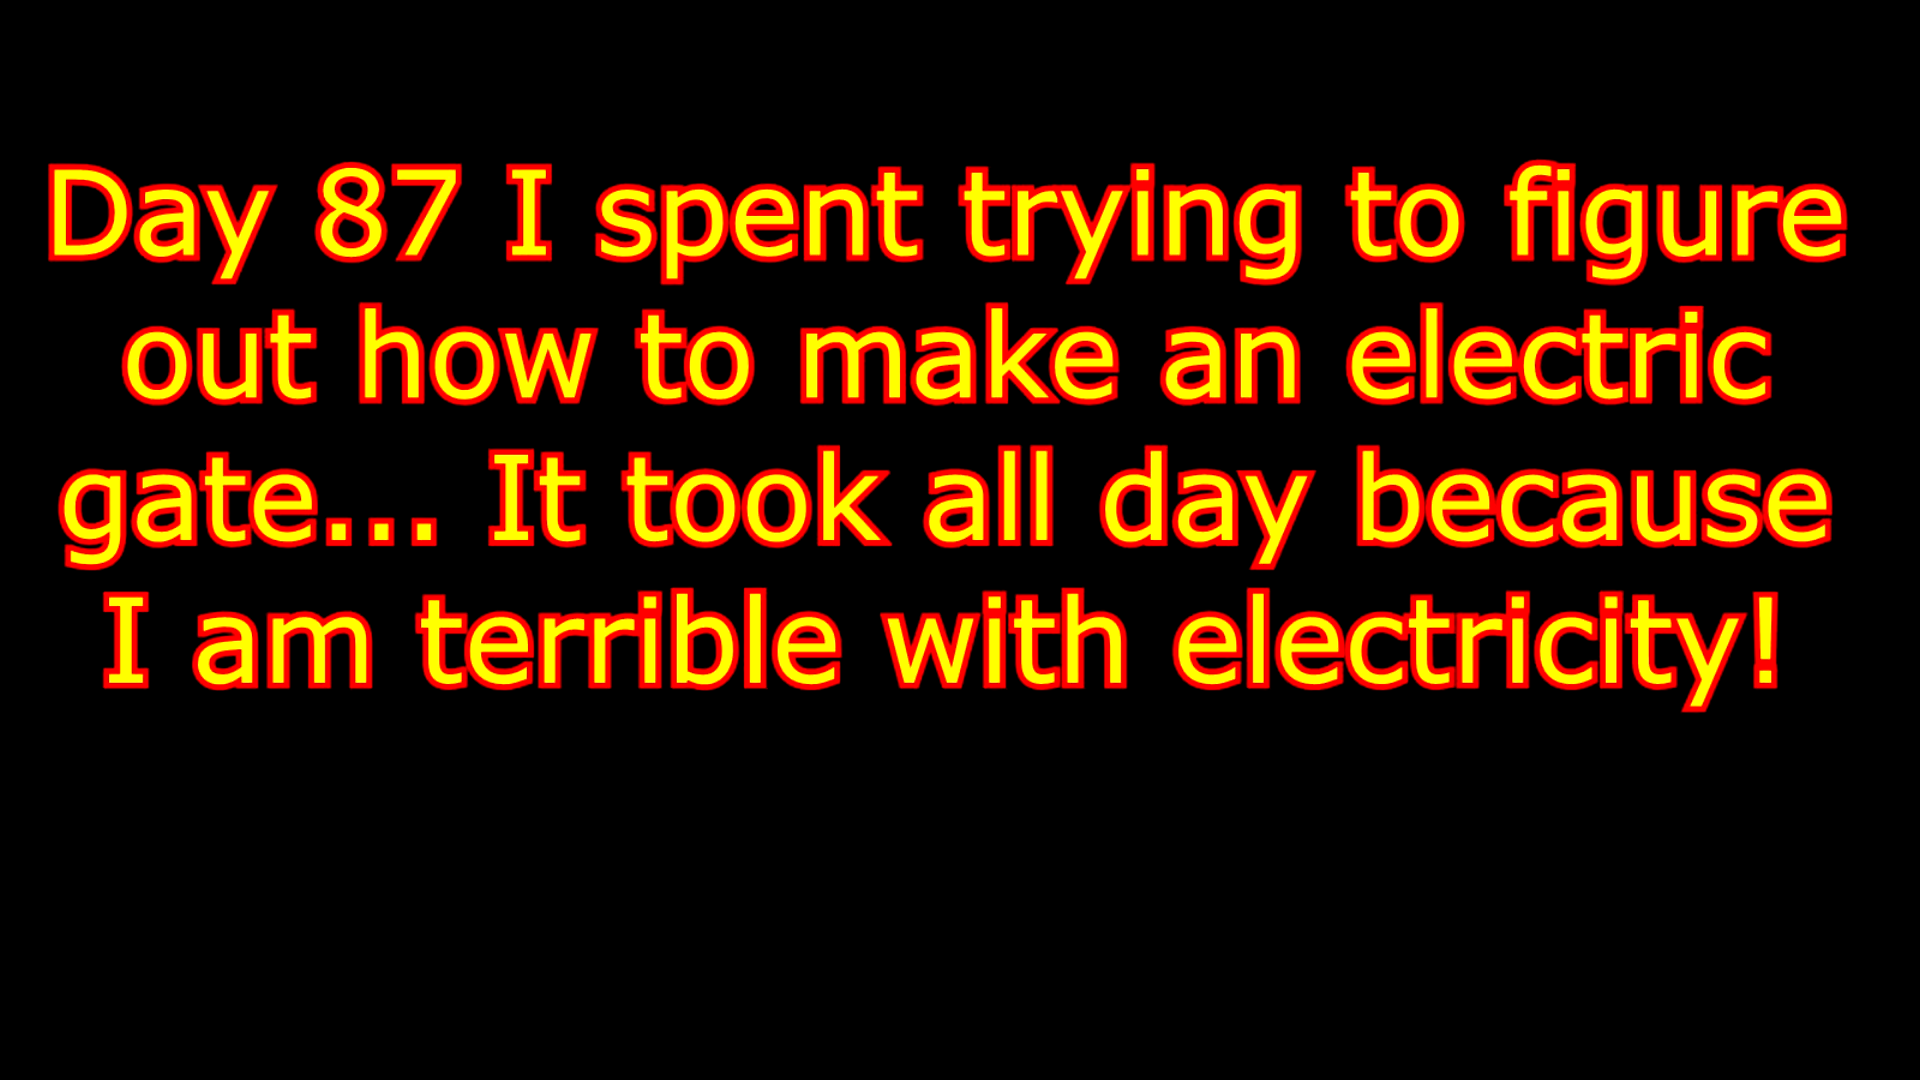 Day 87 I spent trying to figure
out how to make an electric
gate... It took all day because
I am terrible with electricity!